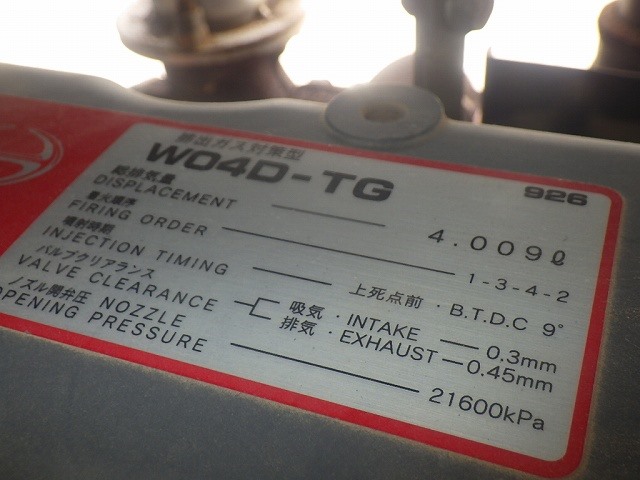 排出ガス対策型
W04D-TG 926
総排気量
DISPLACEMENT 4.009ℓ
着火順序
FIRING ORDER 1-3-4-2
噴射時期
INJECTION TIMING 上死点前・B.T.D.C 9°
バルブクリアランス
VALVE CLEARANCE 吸気・INTAKE 0.3mm
排気・EXHAUST 0.45mm
ノズル開弁圧 NOZZLE
OPENING PRESSURE 21600kPa